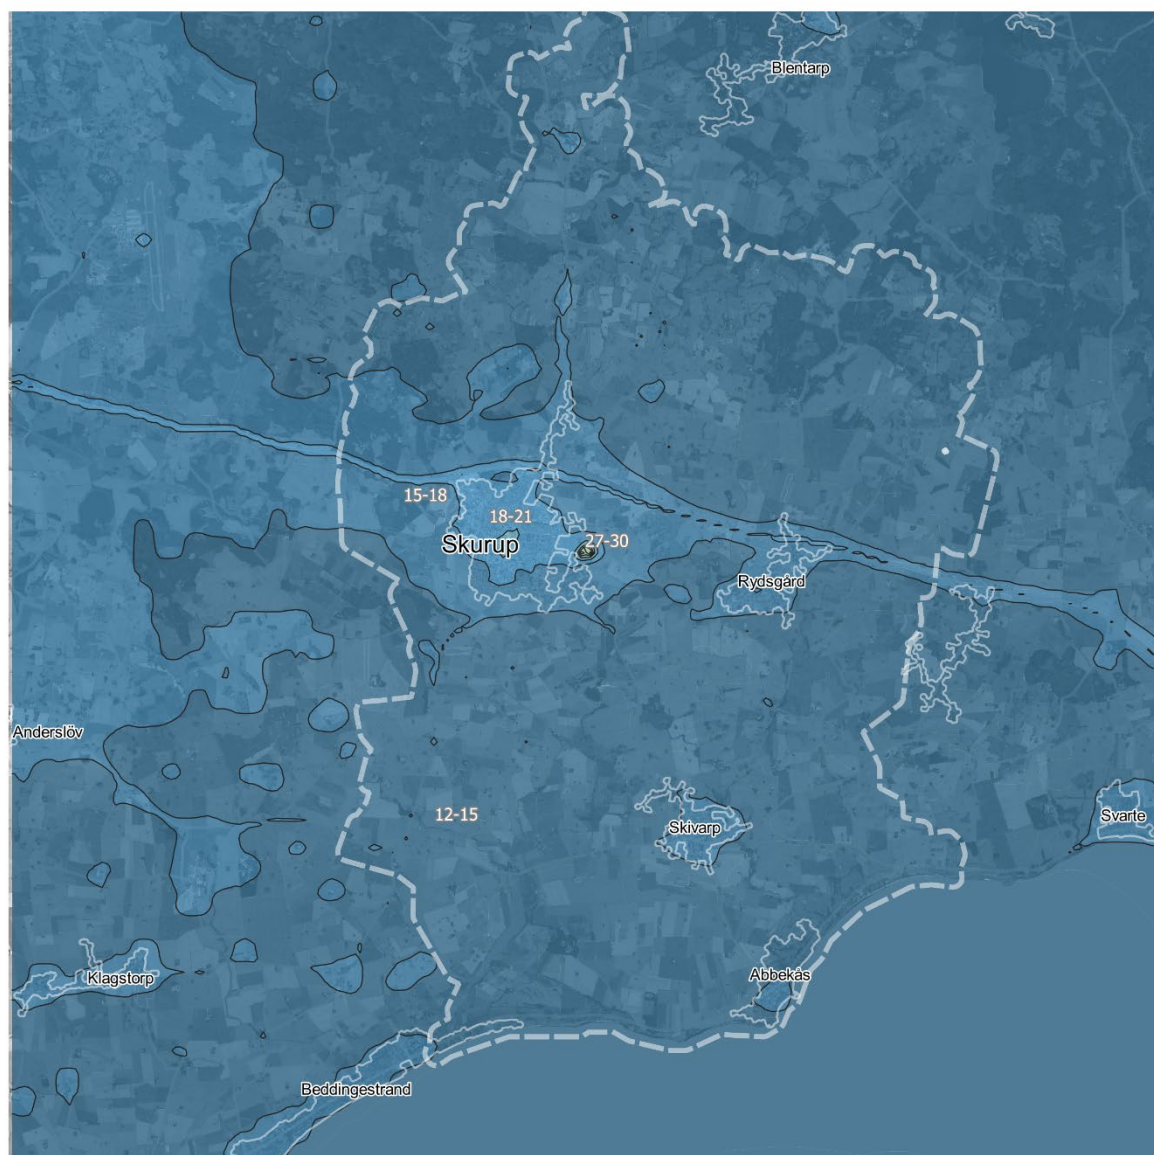 Blentarp
15-18
18-21
27-30
Skurup
Rydsgård
Anderslöv
12-15
Skivarp
Svarte
Abbekås
Klagstorp
Beddingestrand